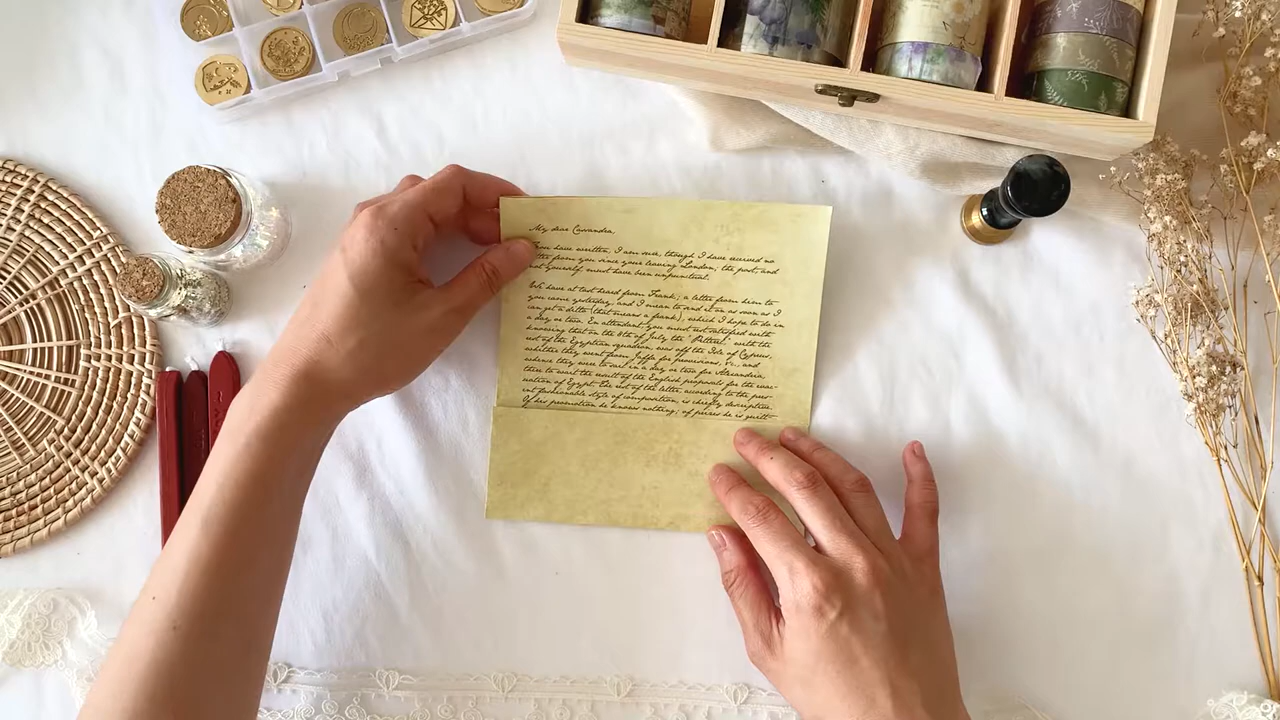 My dear Cassandra,
You have written, I am sure, though I have received no
letter from you since your leaving London; the post, and
not yourself must have been unpunctual.
We have at last heard from Frank; a letter from him to
you came yesterday, and I mean to send it on as soon as I
can get a ditto (that means a frank), which I hope to do in
a day or two. En attendant, you must rest satisfied with
knowing that on the 8th of July the "Petterel" with the
rest of the Egyptian squadron was off the Isle of Cyprus,
whither they went from Jaffa for provisions, &c., and
whence they were to sail in a day or two for Alexandria,
there to wait the result of the English proposals for the evac-
uation of Egypt. The rest of the letter, according to the pres-
ent fashionable style of composition, is chiefly descriptive.
Of his promotion he knows nothing; of prizes he is guilt-